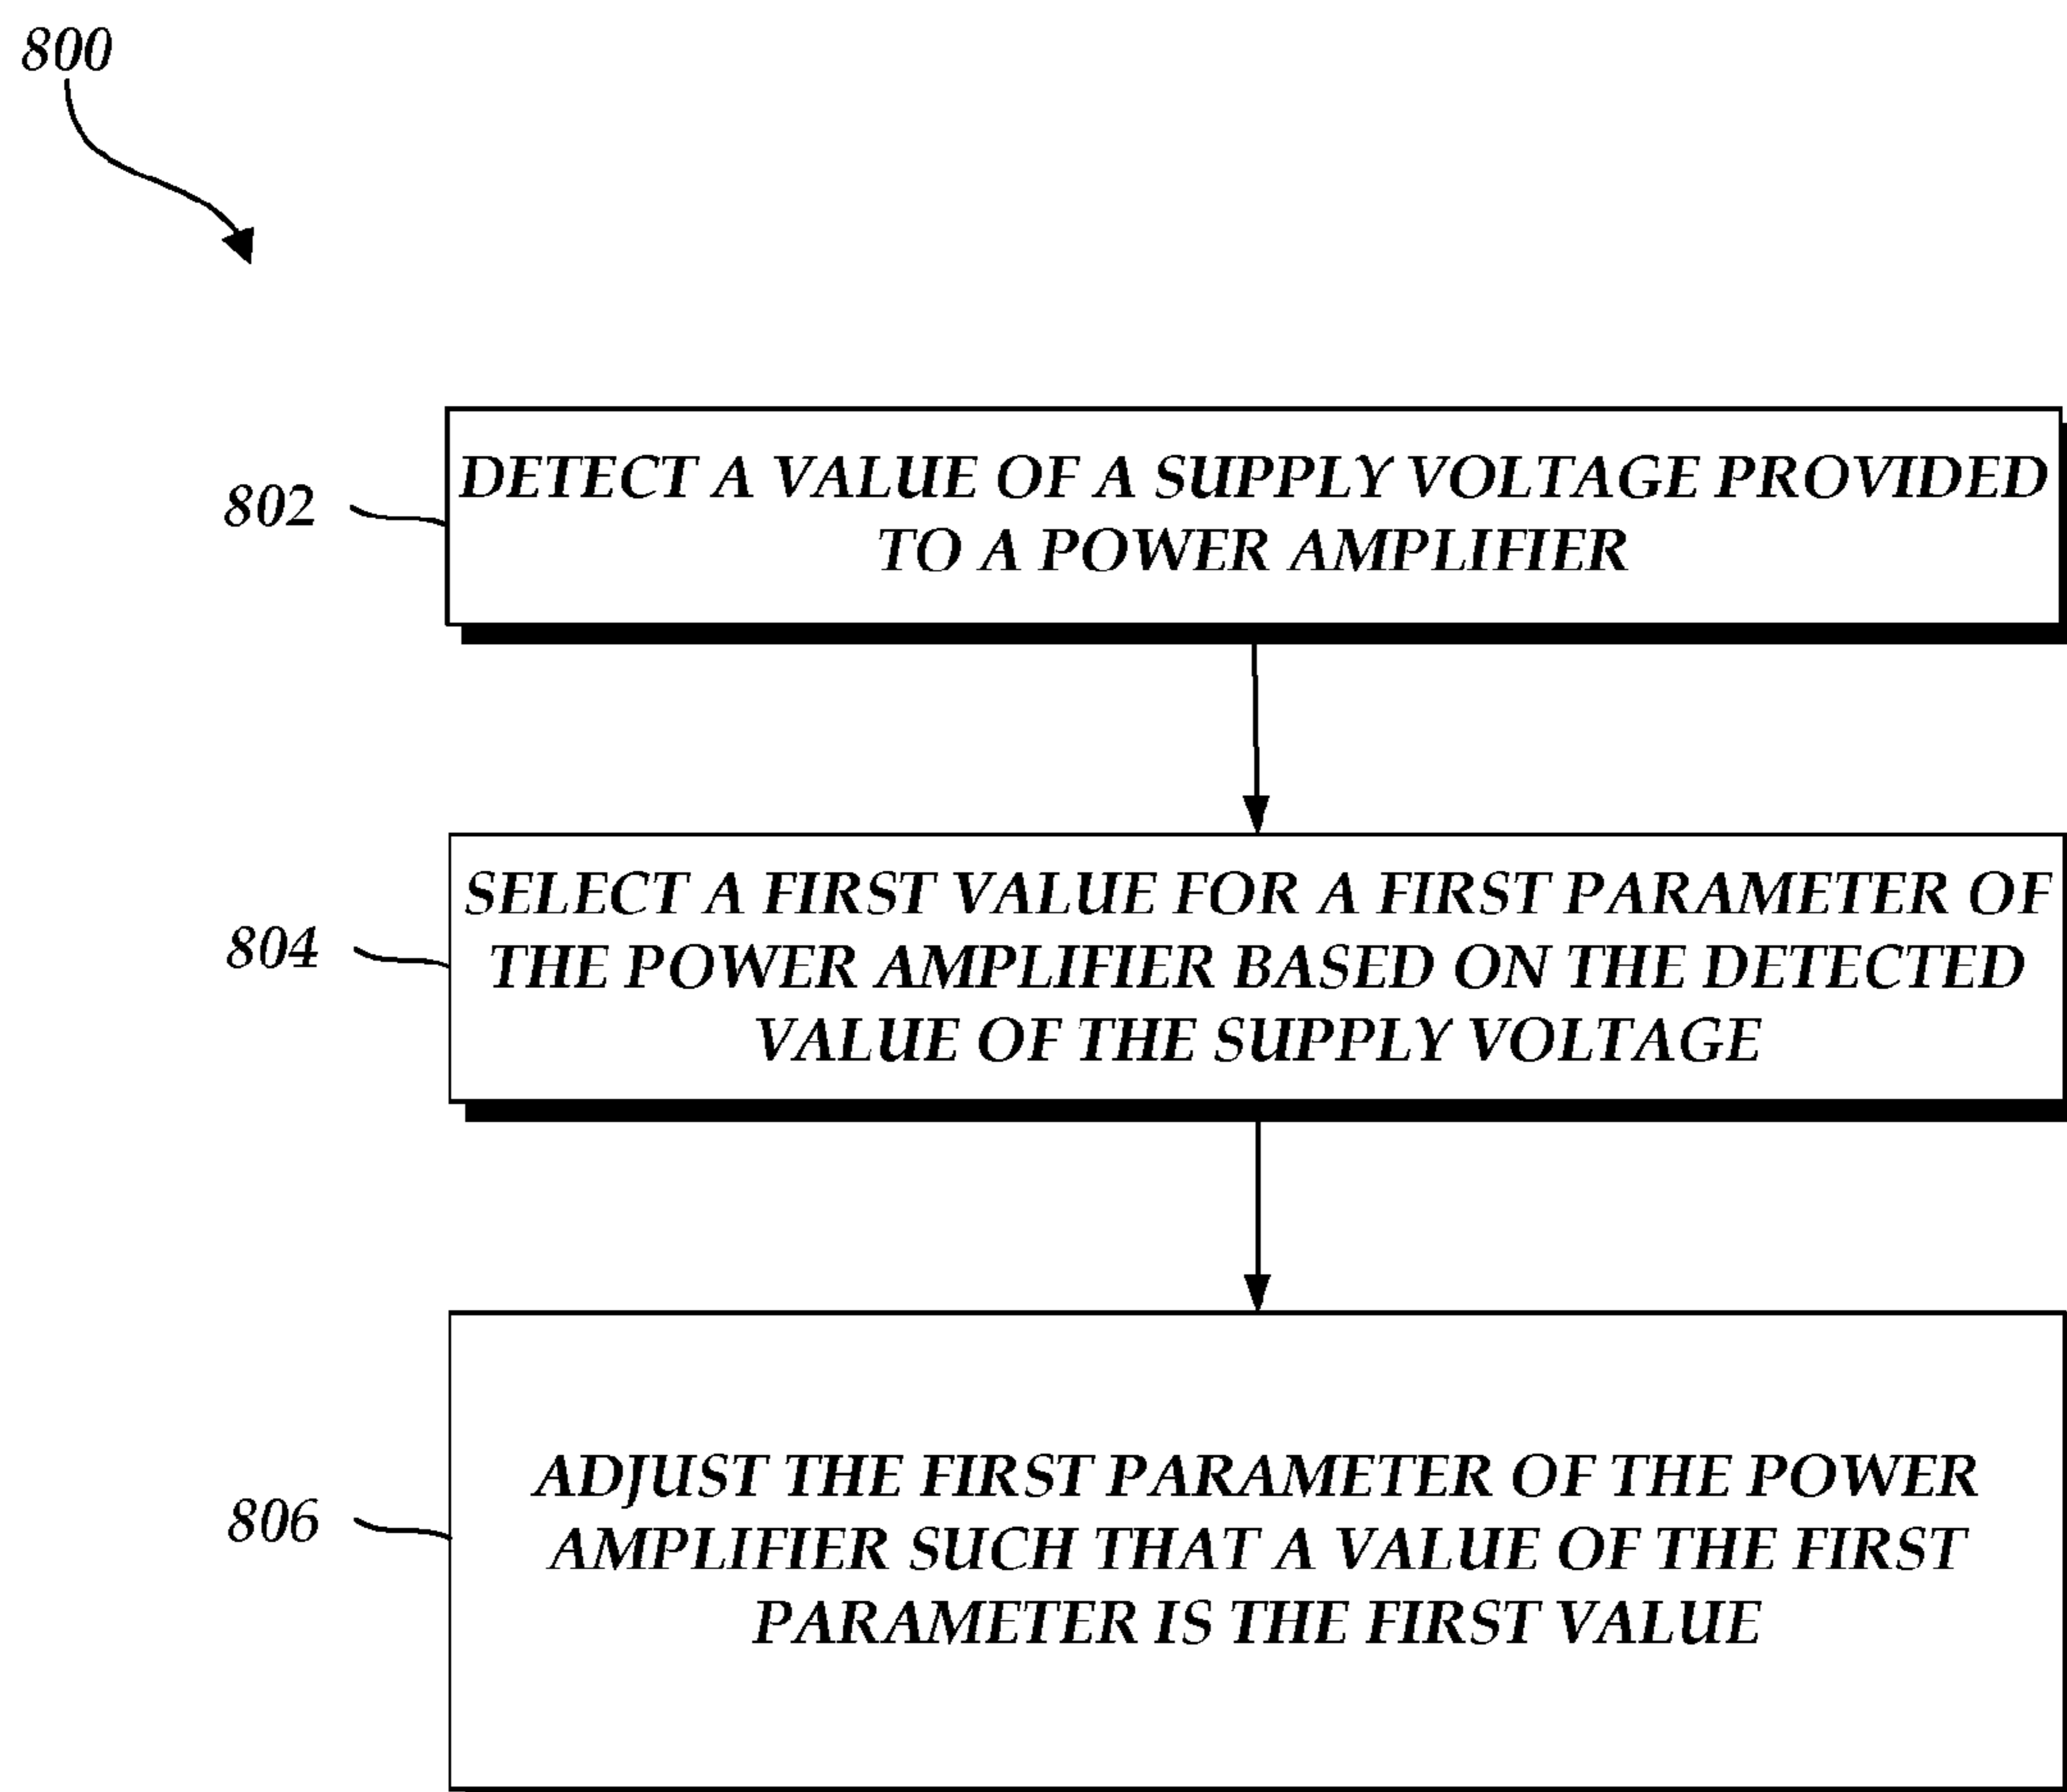 800
802
DETECT A VALUE OF A SUPPLY VOLTAGE PROVIDED
TO A POWER AMPLIFIER
804
SELECT A FIRST VALUE FOR A FIRST PARAMETER OF
THE POWER AMPLIFIER BASED ON THE DETECTED
VALUE OF THE SUPPLY VOLTAGE
806
ADJUST THE FIRST PARAMETER OF THE POWER
AMPLIFIER SUCH THAT A VALUE OF THE FIRST
PARAMETER IS THE FIRST VALUE